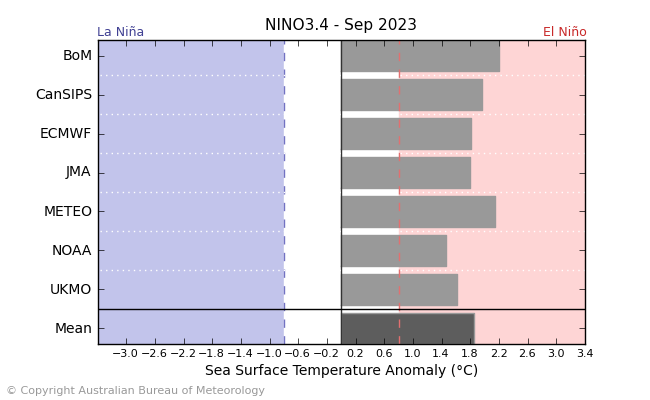 NINO3.4 - Sep 2023
La Niña El Niño
BoM
CanSIPS
ECMWF
JMA
METEO
NOAA
UKMO
Mean
−3.0 −2.6 −2.2 −1.8 −1.4 −1.0 −0.6 −0.2 0.2 0.6 1.0 1.4 1.8 2.2 2.6 3.0 3.4
Sea Surface Temperature Anomaly (°C)
© Copyright Australian Bureau of Meteorology